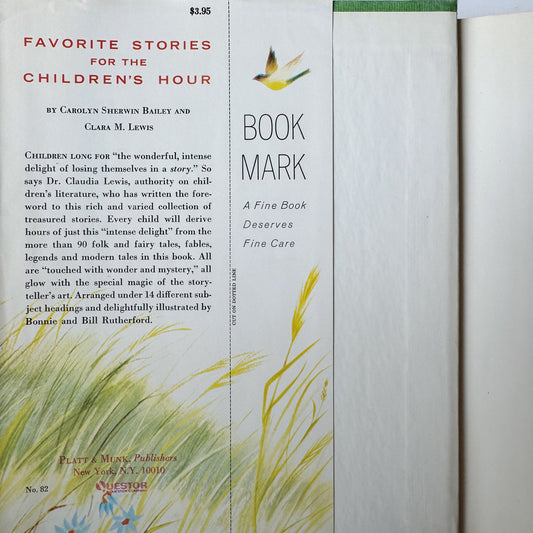 $3.95
FAVORITE STORIES
FOR THE
CHILDREN'S HOUR
BY CAROLYN SHERWIN BAILEY AND
CLARA M. LEWIS
CHILDREN LONG FOR "the wonderful, intense
delight of losing themselves in a story." So
says Dr. Claudia Lewis, authority on chil-
dren's literature, who has written the fore-
word to this rich and varied collection of
treasured stories. Every child will derive
hours of just this "intense delight" from the
more than 90 folk and fairy tales, fables,
legends and modern tales in this book. All
are "touched with wonder and mystery," all
glow with the special magic of the story-
teller's art. Arranged under 14 different sub-
ject headings and delightfully illustrated by
Bonnie and Bill Rutherford.
PLATT & MUNK, Publishers
New York, N.Y. 10010
No. 82
QUESTOR
BOOK
MARK
A Fine Book
Deserves
Fine Care
CUT ON DOTTED LINE